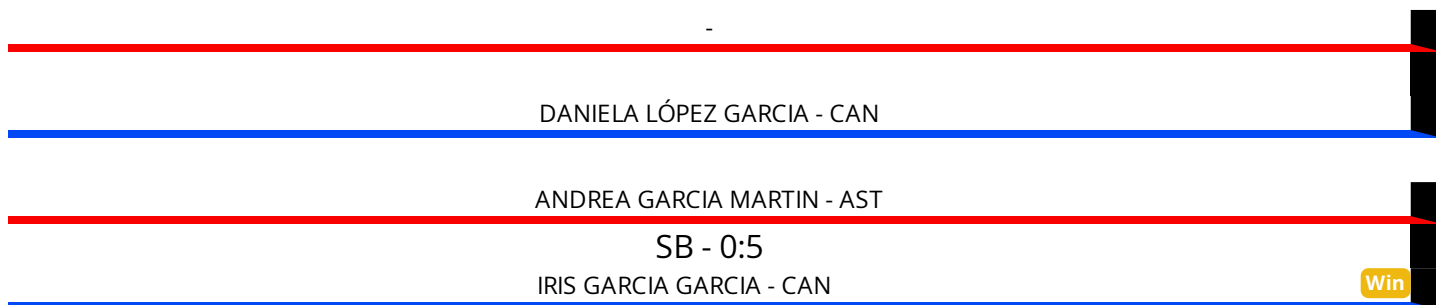 -
DANIELA LÓPEZ GARCIA - CAN
ANDREA GARCIA MARTIN - AST
SB - 0:5
IRIS GARCIA GARCIA - CAN Win